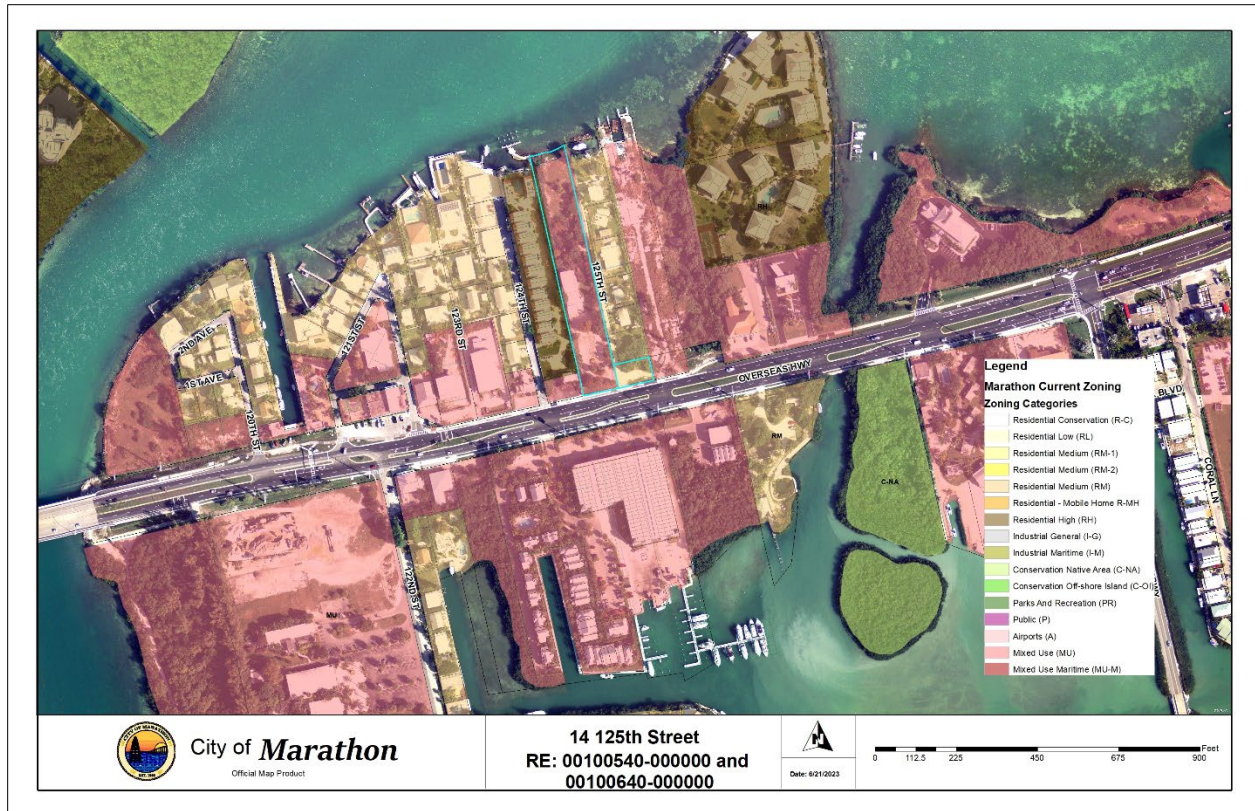 RH
2ND AVE
1ST AVE
120TH ST
121ST ST
123RD ST
124TH ST
125TH ST
OVERSEAS HWY
RM
C-NA
122ND ST
MU
BLVD
CORAL LN
Legend
Marathon Current Zoning
Zoning Categories
Residential Conservation (R-C)
Residential Low (RL)
Residential Medium (RM-1)
Residential Medium (RM-2)
Residential Medium (RM)
Residential - Mobile Home R-MH
Residential High (RH)
Industrial General (I-G)
Industrial Maritime (I-M)
Conservation Native Area (C-NA)
Conservation Off-shore Island (C-OI)
Parks And Recreation (PR)
Public (P)
Airports (A)
Mixed Use (MU)
Mixed Use Maritime (MU-M)
City of Marathon
Official Map Product
14 125th Street
RE: 00100540-000000 and
00100640-000000
N
Date: 6/21/2023
Feet
0 112.5 225 450 675 900